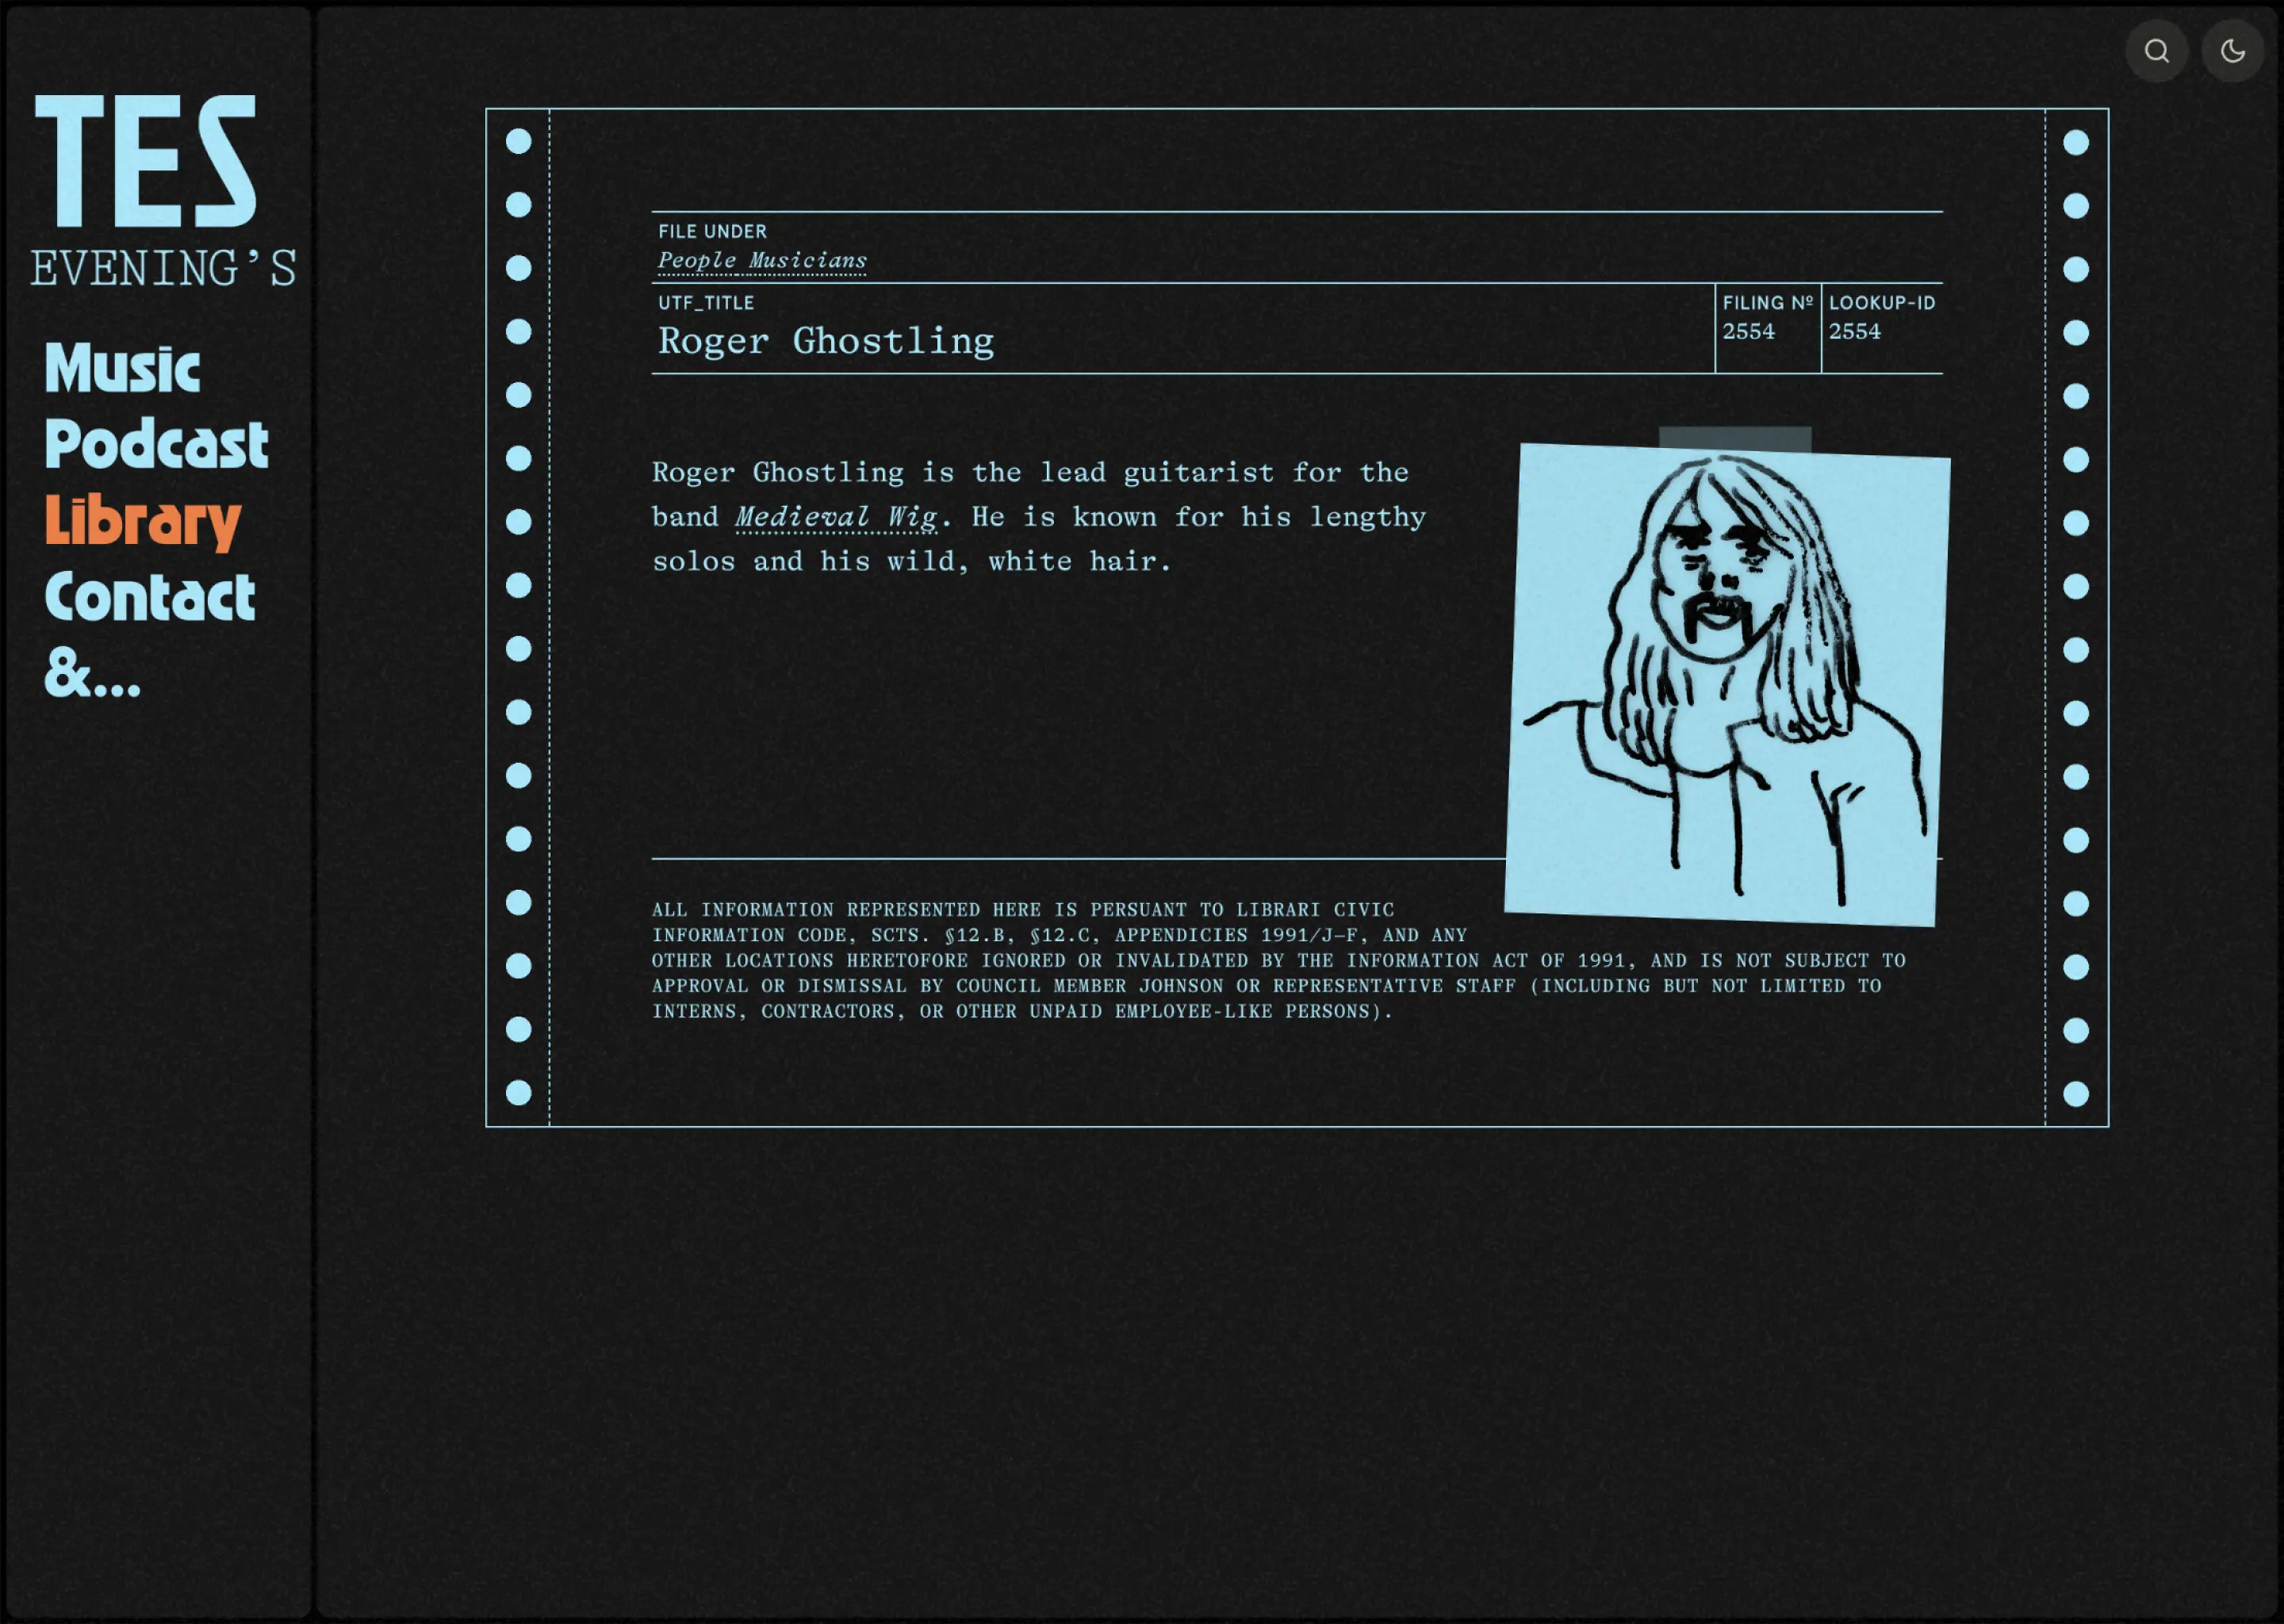 TES
EVENING’S
Music
Podcast
Library
Contact
&...
FILE UNDER
People Musicians
UTF_TITLE
Roger Ghostling
FILING Nº
2554
LOOKUP-ID
2554
Roger Ghostling is the lead guitarist for the
band Medieval Wig. He is known for his lengthy
solos and his wild, white hair.
ALL INFORMATION REPRESENTED HERE IS PERSUANT TO LIBRARI CIVIC
INFORMATION CODE, SCTS. §12.B, §12.C, APPENDICIES 1991/J–F, AND ANY
OTHER LOCATIONS HERETOFORE IGNORED OR INVALIDATED BY THE INFORMATION ACT OF 1991, AND IS NOT SUBJECT TO
APPROVAL OR DISMISSAL BY COUNCIL MEMBER JOHNSON OR REPRESENTATIVE STAFF (INCLUDING BUT NOT LIMITED TO
INTERNS, CONTRACTORS, OR OTHER UNPAID EMPLOYEE-LIKE PERSONS).